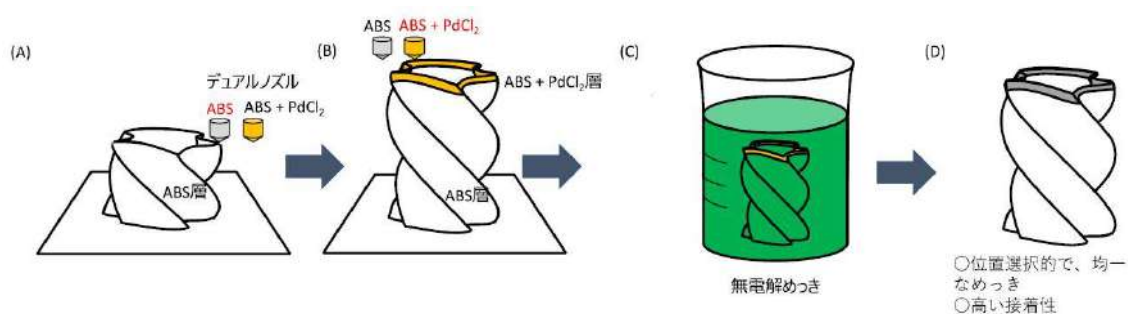 (A)
デュアルノズル
ABS ABS + PdCl₂
ABS層
(B)
ABS ABS + PdCl₂
ABS + PdCl₂層
ABS層
(C)
無電解めっき
(D)
○位置選択的で、均一
なめっき
○高い接着性